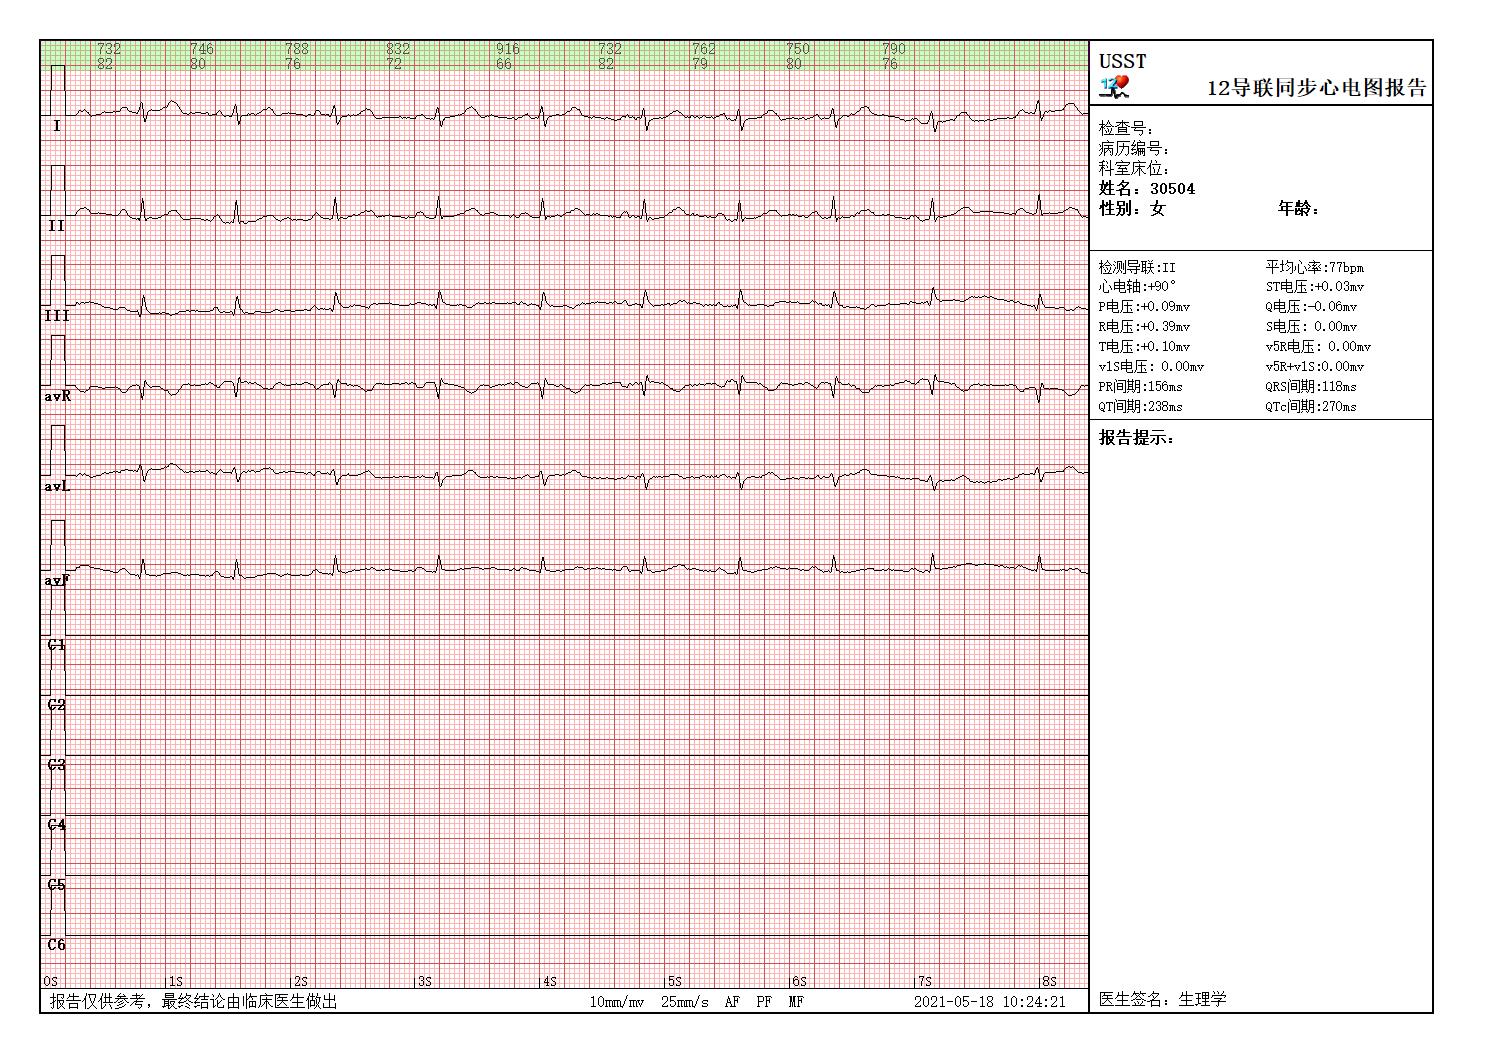 732 746 788 832 916 732 762 750 790
82 80 76 72 66 82 79 80 76
I
II
III
avR
avL
avF
C1
C2
C3
C4
C5
C6
0S 1S 2S 3S 4S 5S 6S 7S 8S
报告仅供参考，最终结论由临床医生做出 10mm/mv 25mm/s AF PF MF 2021-05-18 10:24:21
USST
12
12导联同步心电图报告
检查号：
病历编号：
科室床位：
姓名：30504
性别：女 年龄：
检测导联:II 平均心率:77bpm
心电轴:+90° ST电压:+0.03mv
P电压:+0.09mv Q电压:-0.06mv
R电压:+0.39mv S电压: 0.00mv
T电压:+0.10mv v5R电压: 0.00mv
v1S电压: 0.00mv v5R+v1S:0.00mv
PR间期:156ms QRS间期:118ms
QT间期:238ms QTc间期:270ms
报告提示：
医生签名：生理学